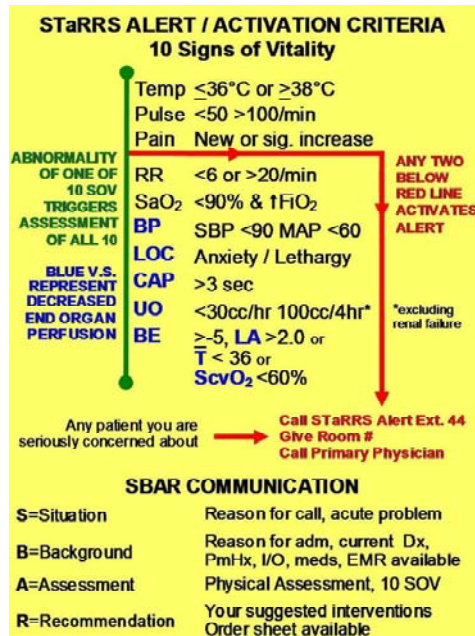 STaRRS ALERT / ACTIVATION CRITERIA
10 Signs of Vitality
Temp ≤36°C or ≥38°C
Pulse <50 >100/min
Pain New or sig. increase
RR <6 or >20/min
SaO₂ <90% & ↑FiO₂
BP SBP <90 MAP <60
LOC Anxiety / Lethargy
CAP >3 sec
UO <30cc/hr 100cc/4hr*
BE ≥-5, LA >2.0 or
T < 36 or
ScvO₂ <60%
ABNORMALITY
OF ONE OF
10 SOV
TRIGGERS
ASSESSMENT
OF ALL 10
BLUE V.S.
REPRESENT
DECREASED
END ORGAN
PERFUSION
ANY TWO
BELOW
RED LINE
ACTIVATES
ALERT
*excluding
renal failure
Any patient you are
seriously concerned about
Call STaRRS Alert Ext. 44
Give Room #
Call Primary Physician
SBAR COMMUNICATION
S=Situation Reason for call, acute problem
B=Background Reason for adm, current Dx,
PmHx, I/O, meds, EMR available
A=Assessment Physical Assessment, 10 SOV
R=Recommendation Your suggested interventions
Order sheet available